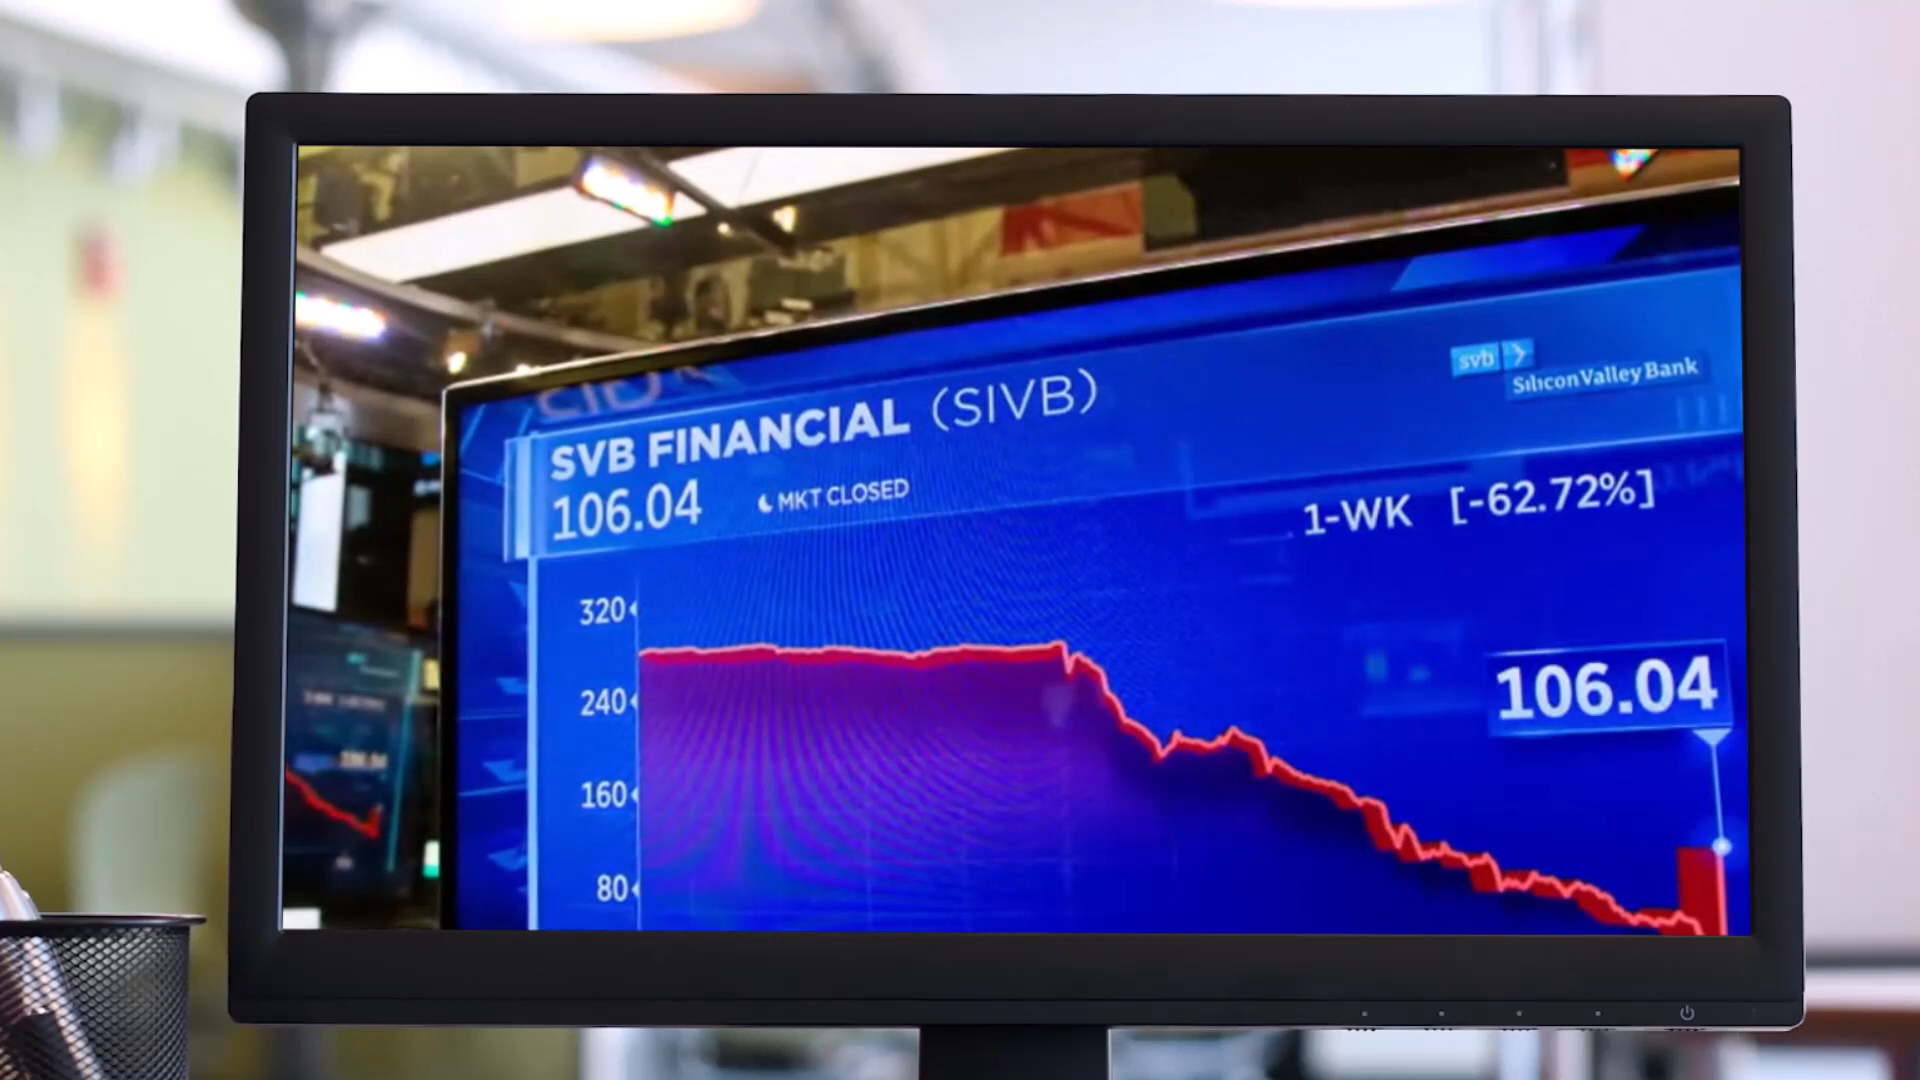 SVB FINANCIAL (SIVB)
106.04
MKT CLOSED
svb
Silicon Valley Bank
1-WK [-62.72%]
320
240
160
80
106.04